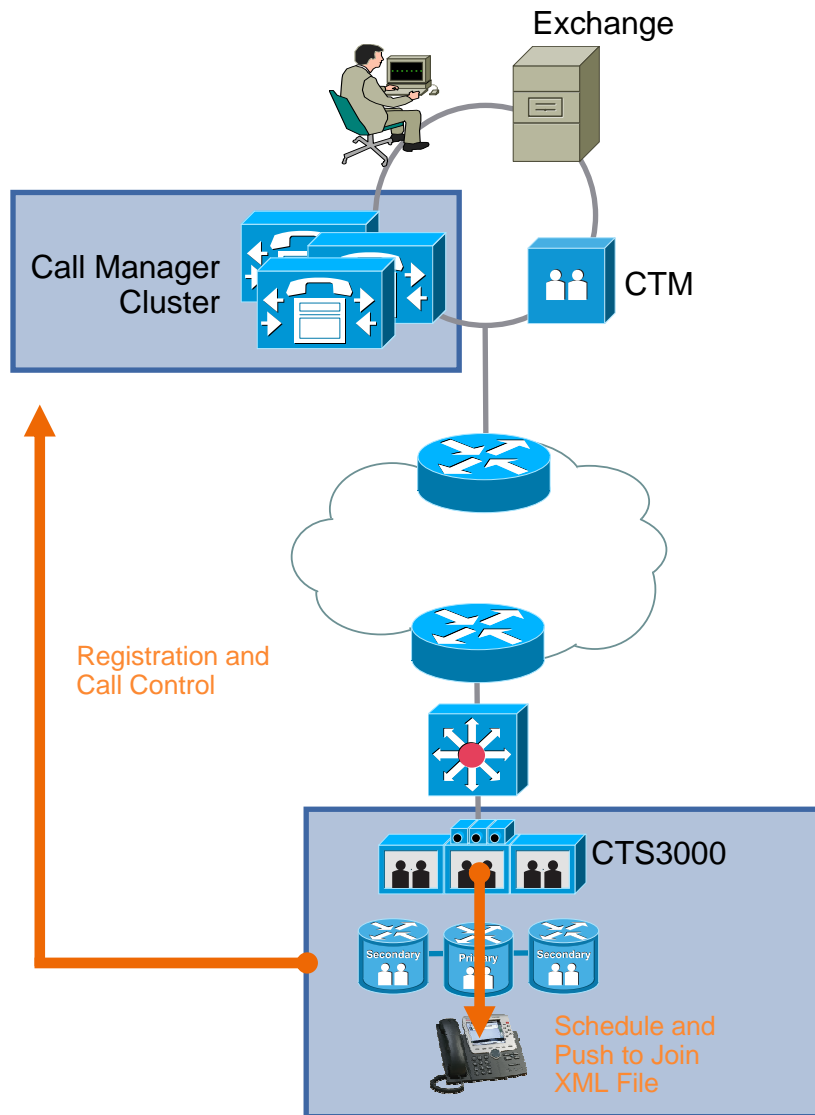 Exchange
Call Manager
Cluster
CTM
Registration and
Call Control
CTS3000
Secondary
Primary
Secondary
Schedule and
Push to Join
XML File